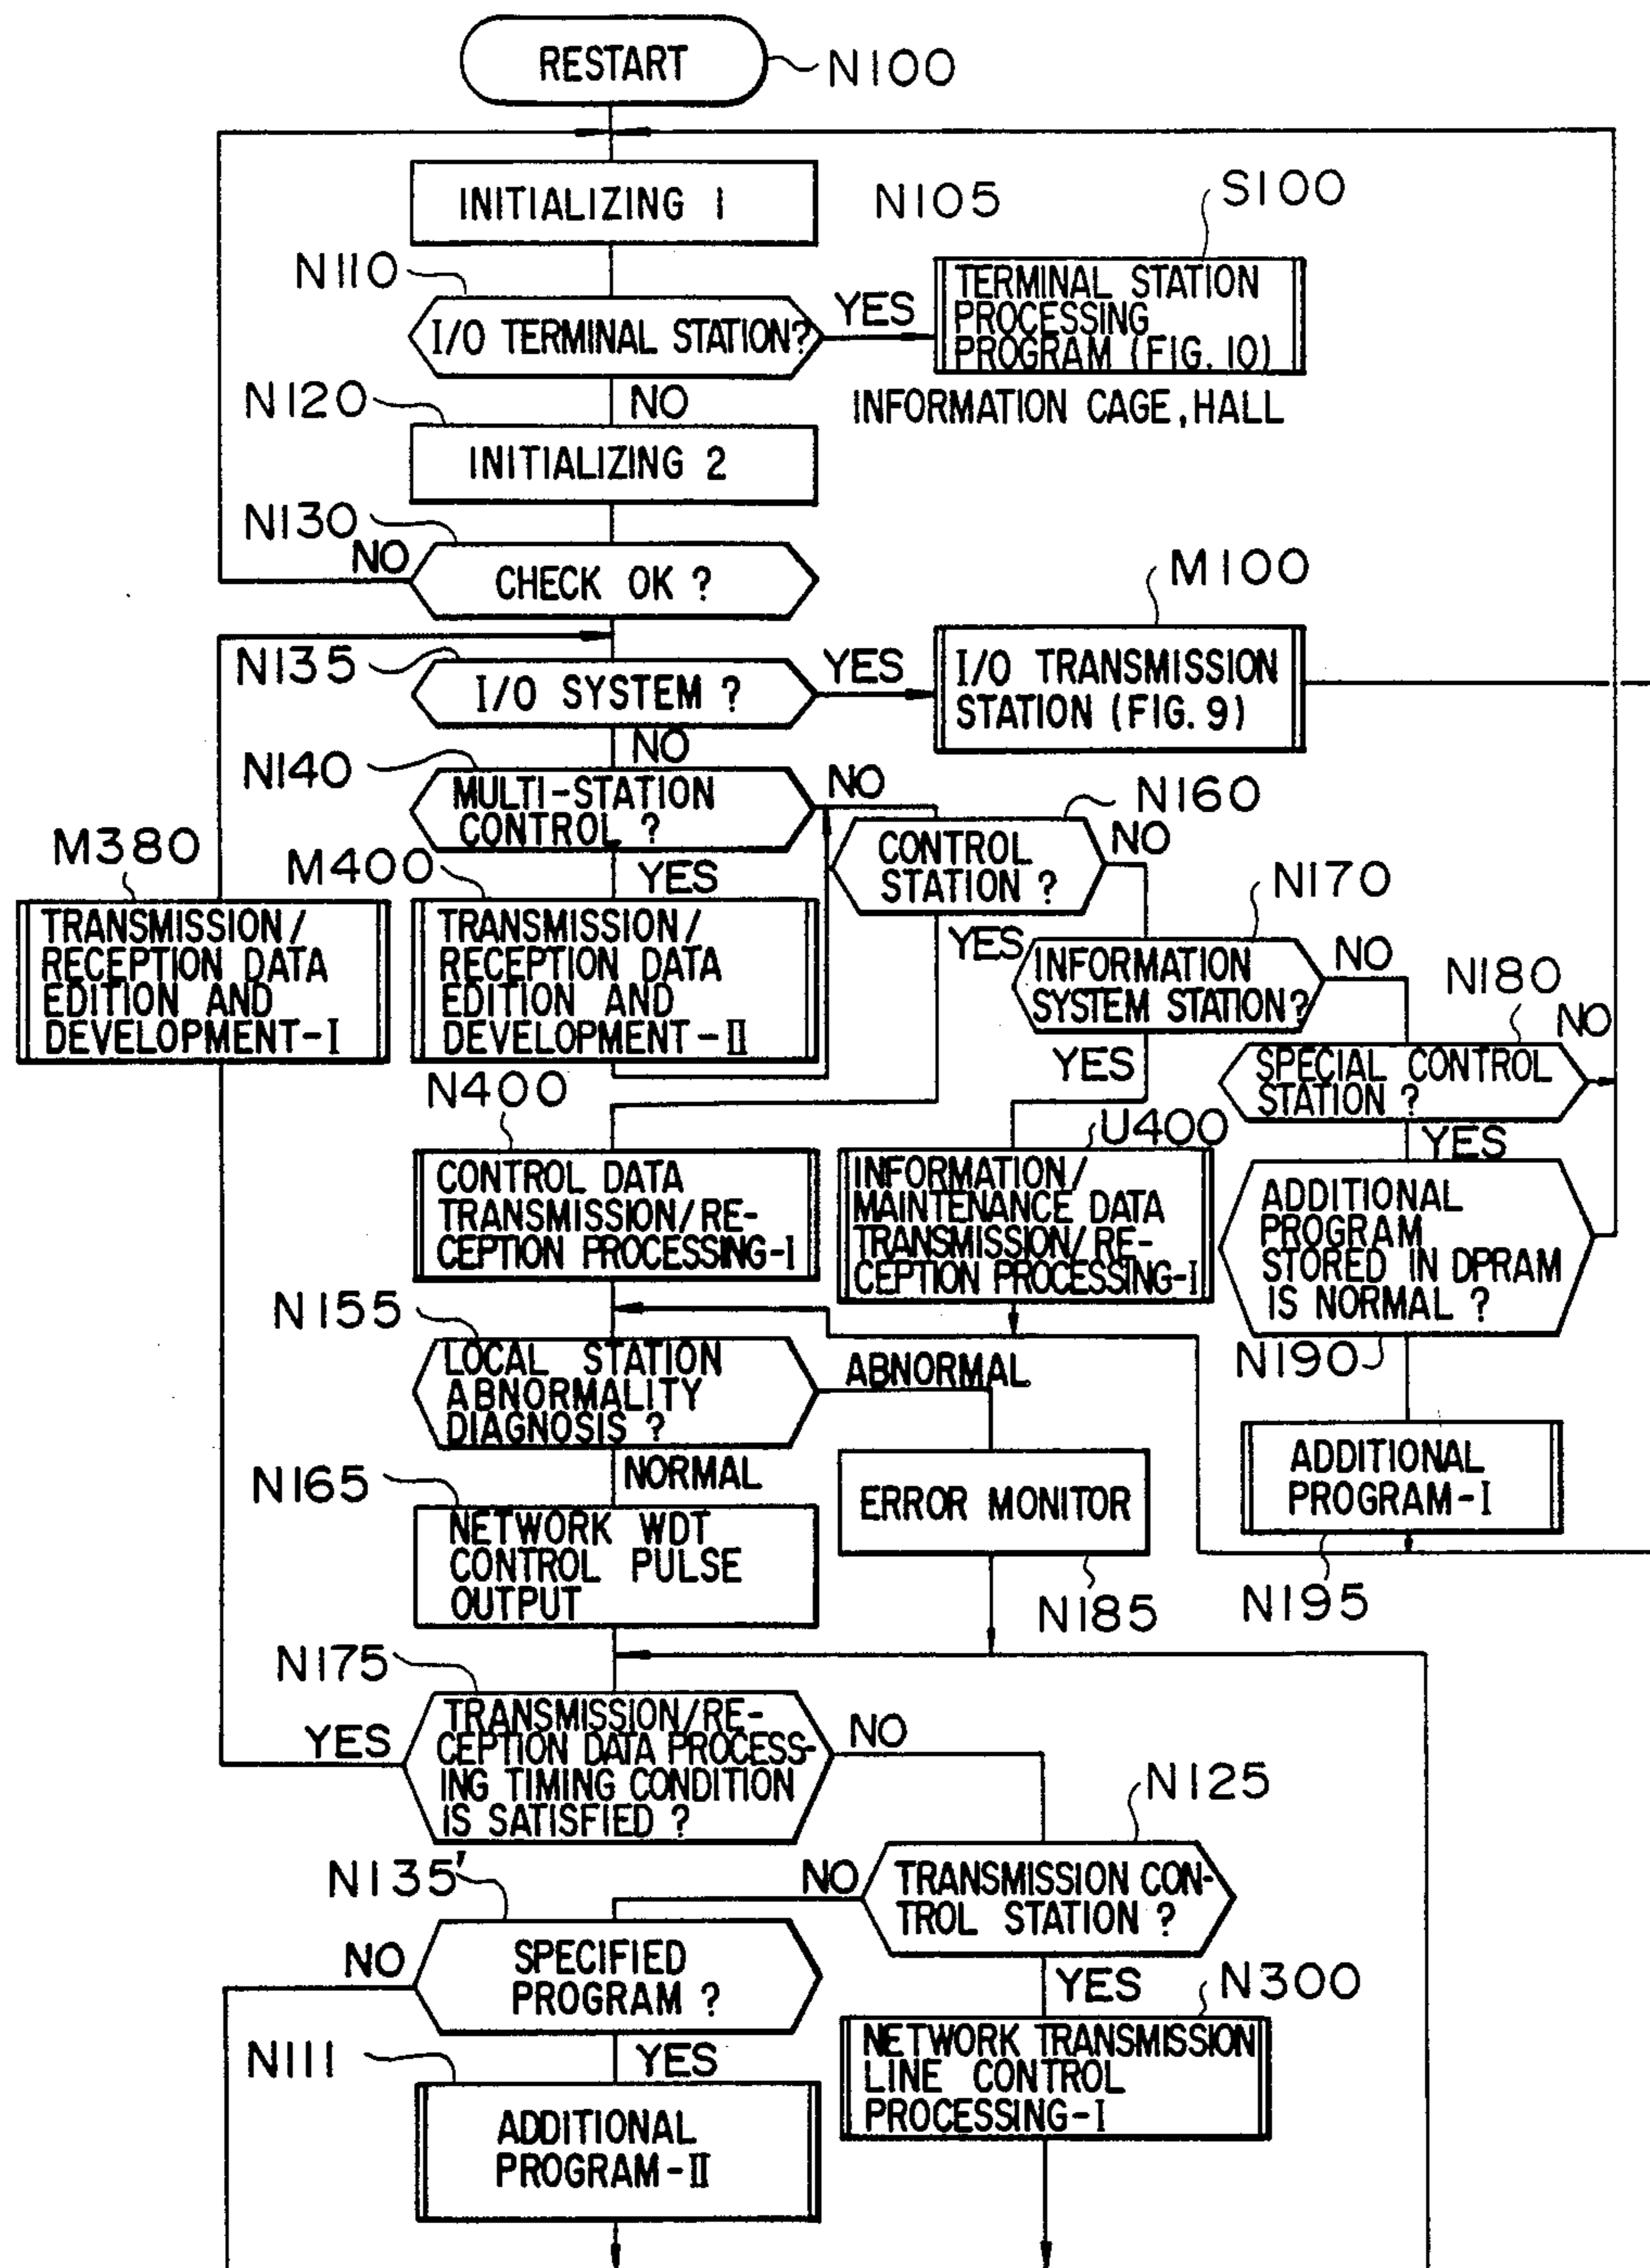 RESTART
N100
INITIALIZING 1
N105
S100
N110
I/O TERMINAL STATION?
YES
TERMINAL STATION
PROCESSING
PROGRAM (FIG. 10)
INFORMATION CAGE, HALL
NO
N120
INITIALIZING 2
N130
NO
CHECK OK ?
M100
N135
I/O SYSTEM ?
YES
I/O TRANSMISSION
STATION (FIG. 9)
NO
N140
MULTI-STATION
CONTROL ?
NO
N160
CONTROL
STATION ?
NO
M380
M400
YES
N170
TRANSMISSION/
RECEPTION DATA
EDITION AND
DEVELOPMENT-I
TRANSMISSION/
RECEPTION DATA
EDITION AND
DEVELOPMENT-II
YES
INFORMATION
SYSTEM STATION?
NO
N180
NO
YES
SPECIAL CONTROL
STATION ?
N400
U400
YES
CONTROL DATA
TRANSMISSION/RE-
CEPTION PROCESSING-I
INFORMATION/
MAINTENANCE DATA
TRANSMISSION/RE-
CEPTION PROCESSING-I
ADDITIONAL
PROGRAM
STORED IN DPRAM
IS NORMAL ?
N190
N155
LOCAL STATION
ABNORMALITY
DIAGNOSIS ?
ABNORMAL
NORMAL
N165
NETWORK WDT
CONTROL PULSE
OUTPUT
ERROR MONITOR
N185
ADDITIONAL
PROGRAM-I
N195
N175
YES
TRANSMISSION/RE-
CEPTION DATA PROCESS-
ING TIMING CONDITION
IS SATISFIED ?
NO
N125
N135'
NO
TRANSMISSION CON-
TROL STATION ?
NO
SPECIFIED
PROGRAM ?
YES
N300
N111
YES
NETWORK TRANSMISSION
LINE CONTROL
PROCESSING-I
ADDITIONAL
PROGRAM-II